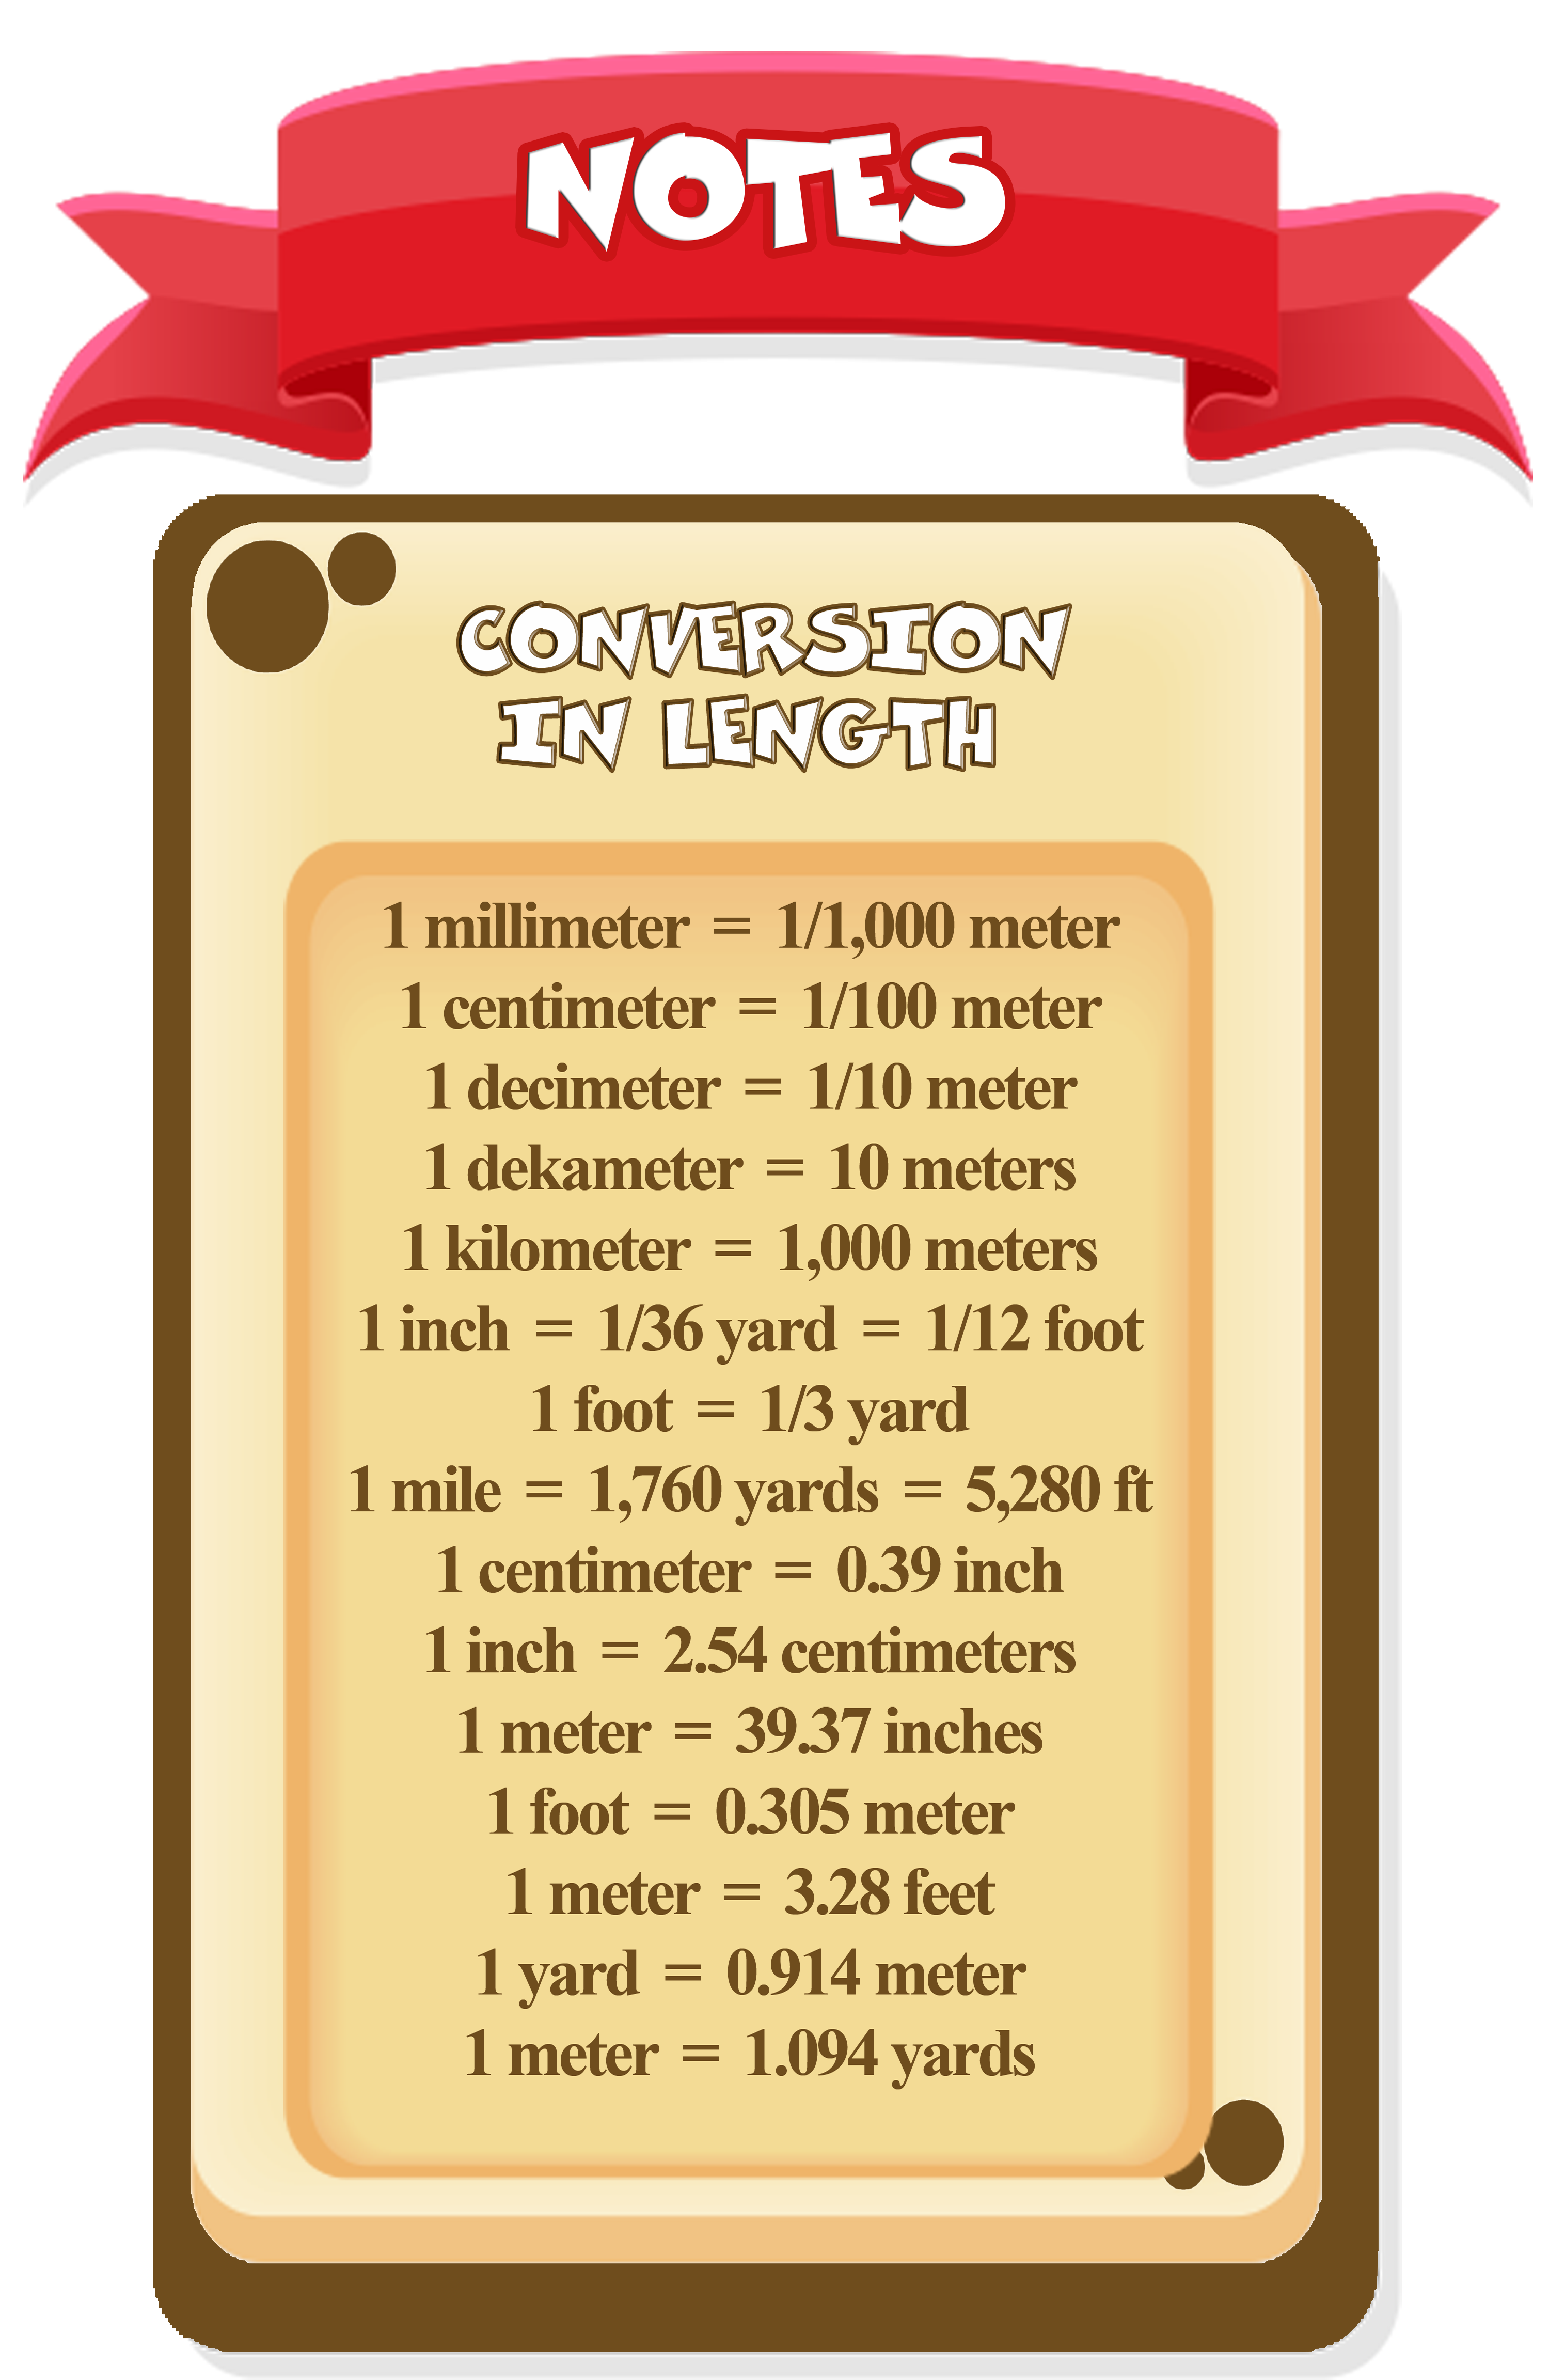 NOTES
CONVERSION
IN LENGTH
1 millimeter = 1/1,000 meter
1 centimeter = 1/100 meter
1 decimeter = 1/10 meter
1 dekameter = 10 meters
1 kilometer = 1,000 meters
1 inch = 1/36 yard = 1/12 foot
1 foot = 1/3 yard
1 mile = 1,760 yards = 5,280 ft
1 centimeter = 0.39 inch
1 inch = 2.54 centimeters
1 meter = 39.37 inches
1 foot = 0.305 meter
1 meter = 3.28 feet
1 yard = 0.914 meter
1 meter = 1.094 yards